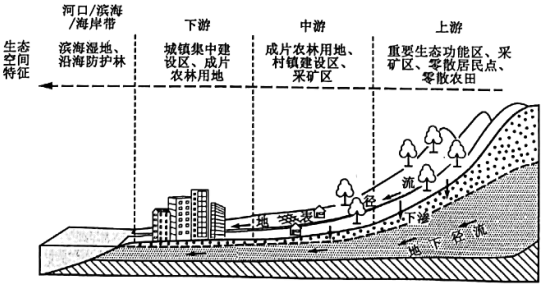 河口/滨海
/海岸带
下游
中游
上游
生态
空间
特征
滨海湿地、
沿海防护林
城镇集中建
设区、成片
农林用地
成片农林用地、
村镇建设区、
采矿区
重要生态功能区、采
矿区、零散居民点、
零散农田
地表径流
下渗
地下径流